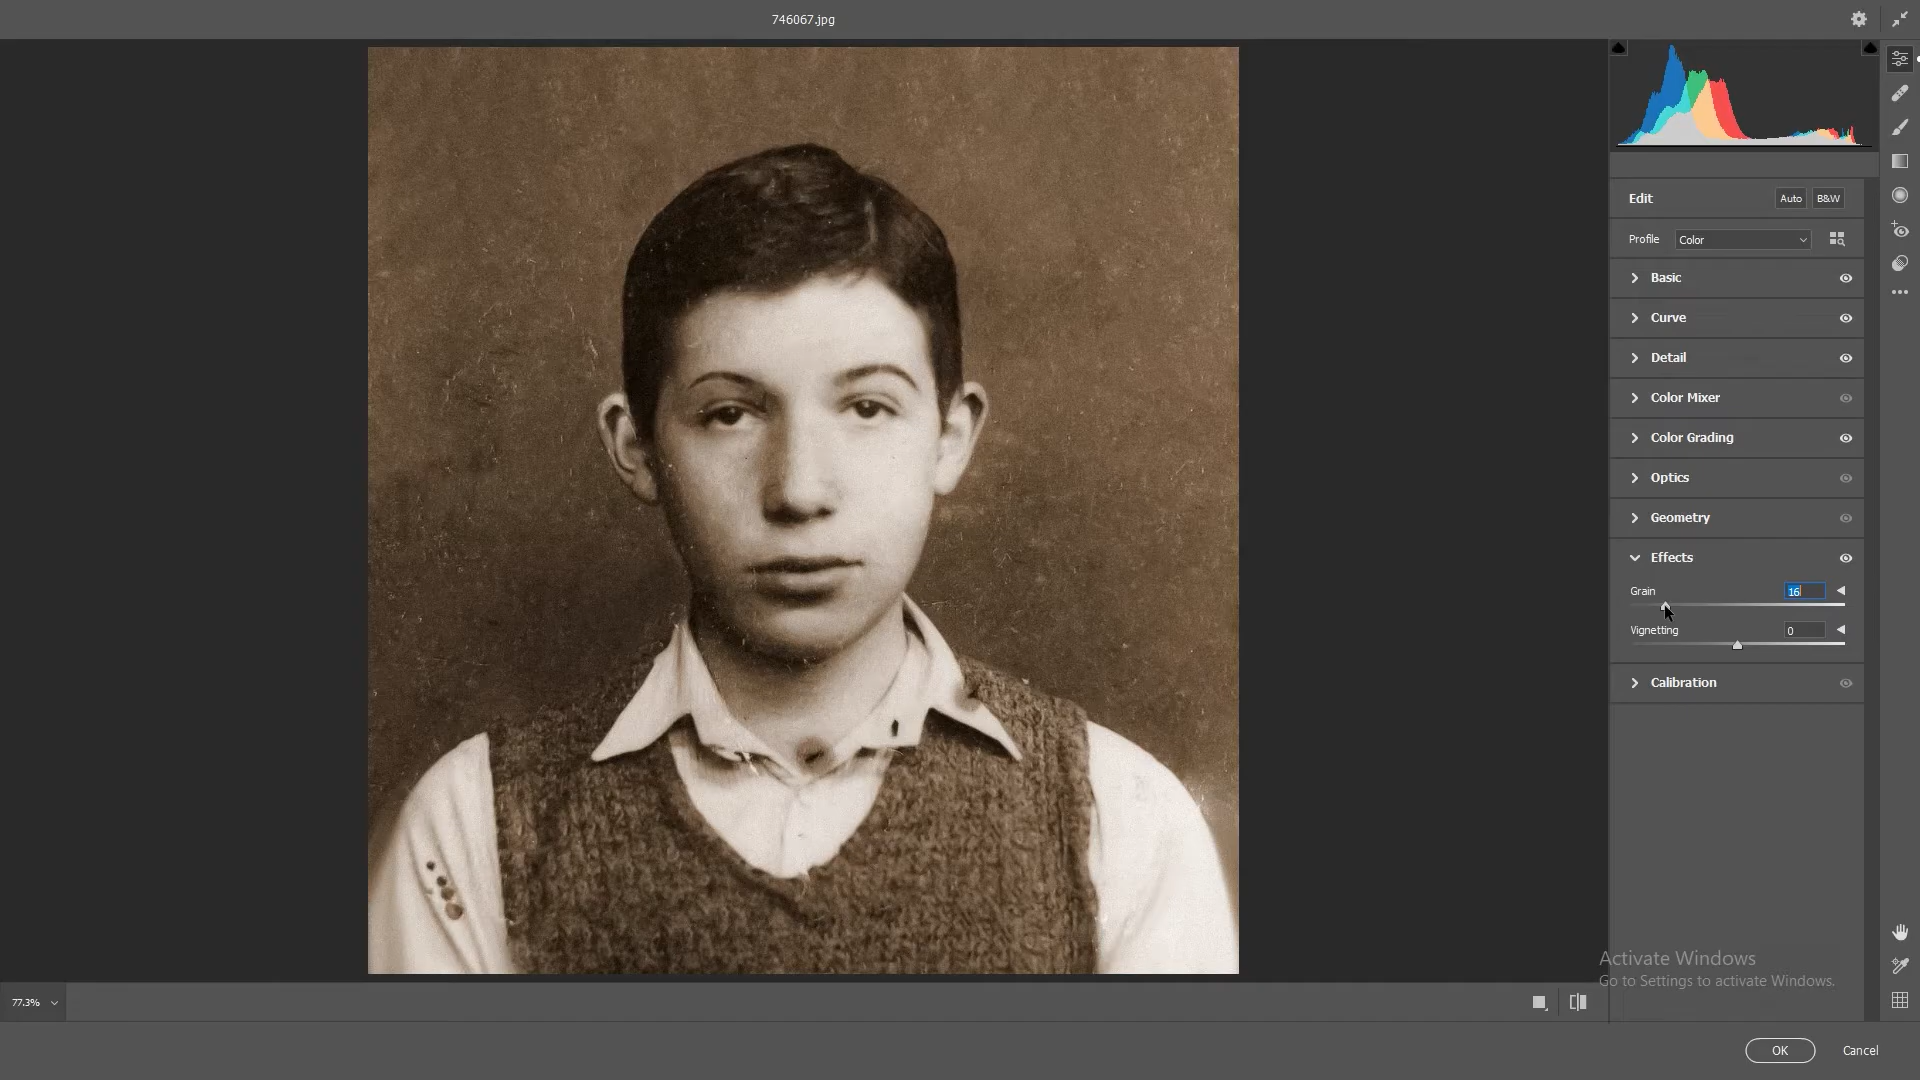 746067.jpg
Edit
Auto
B&W
Profile
Color
Basic
Curve
Detail
Color Mixer
Color Grading
Optics
Geometry
Effects
Grain
16
Vignetting
0
Calibration
Activate Windows
Go to Settings to activate Windows.
77.3%
OK
Cancel